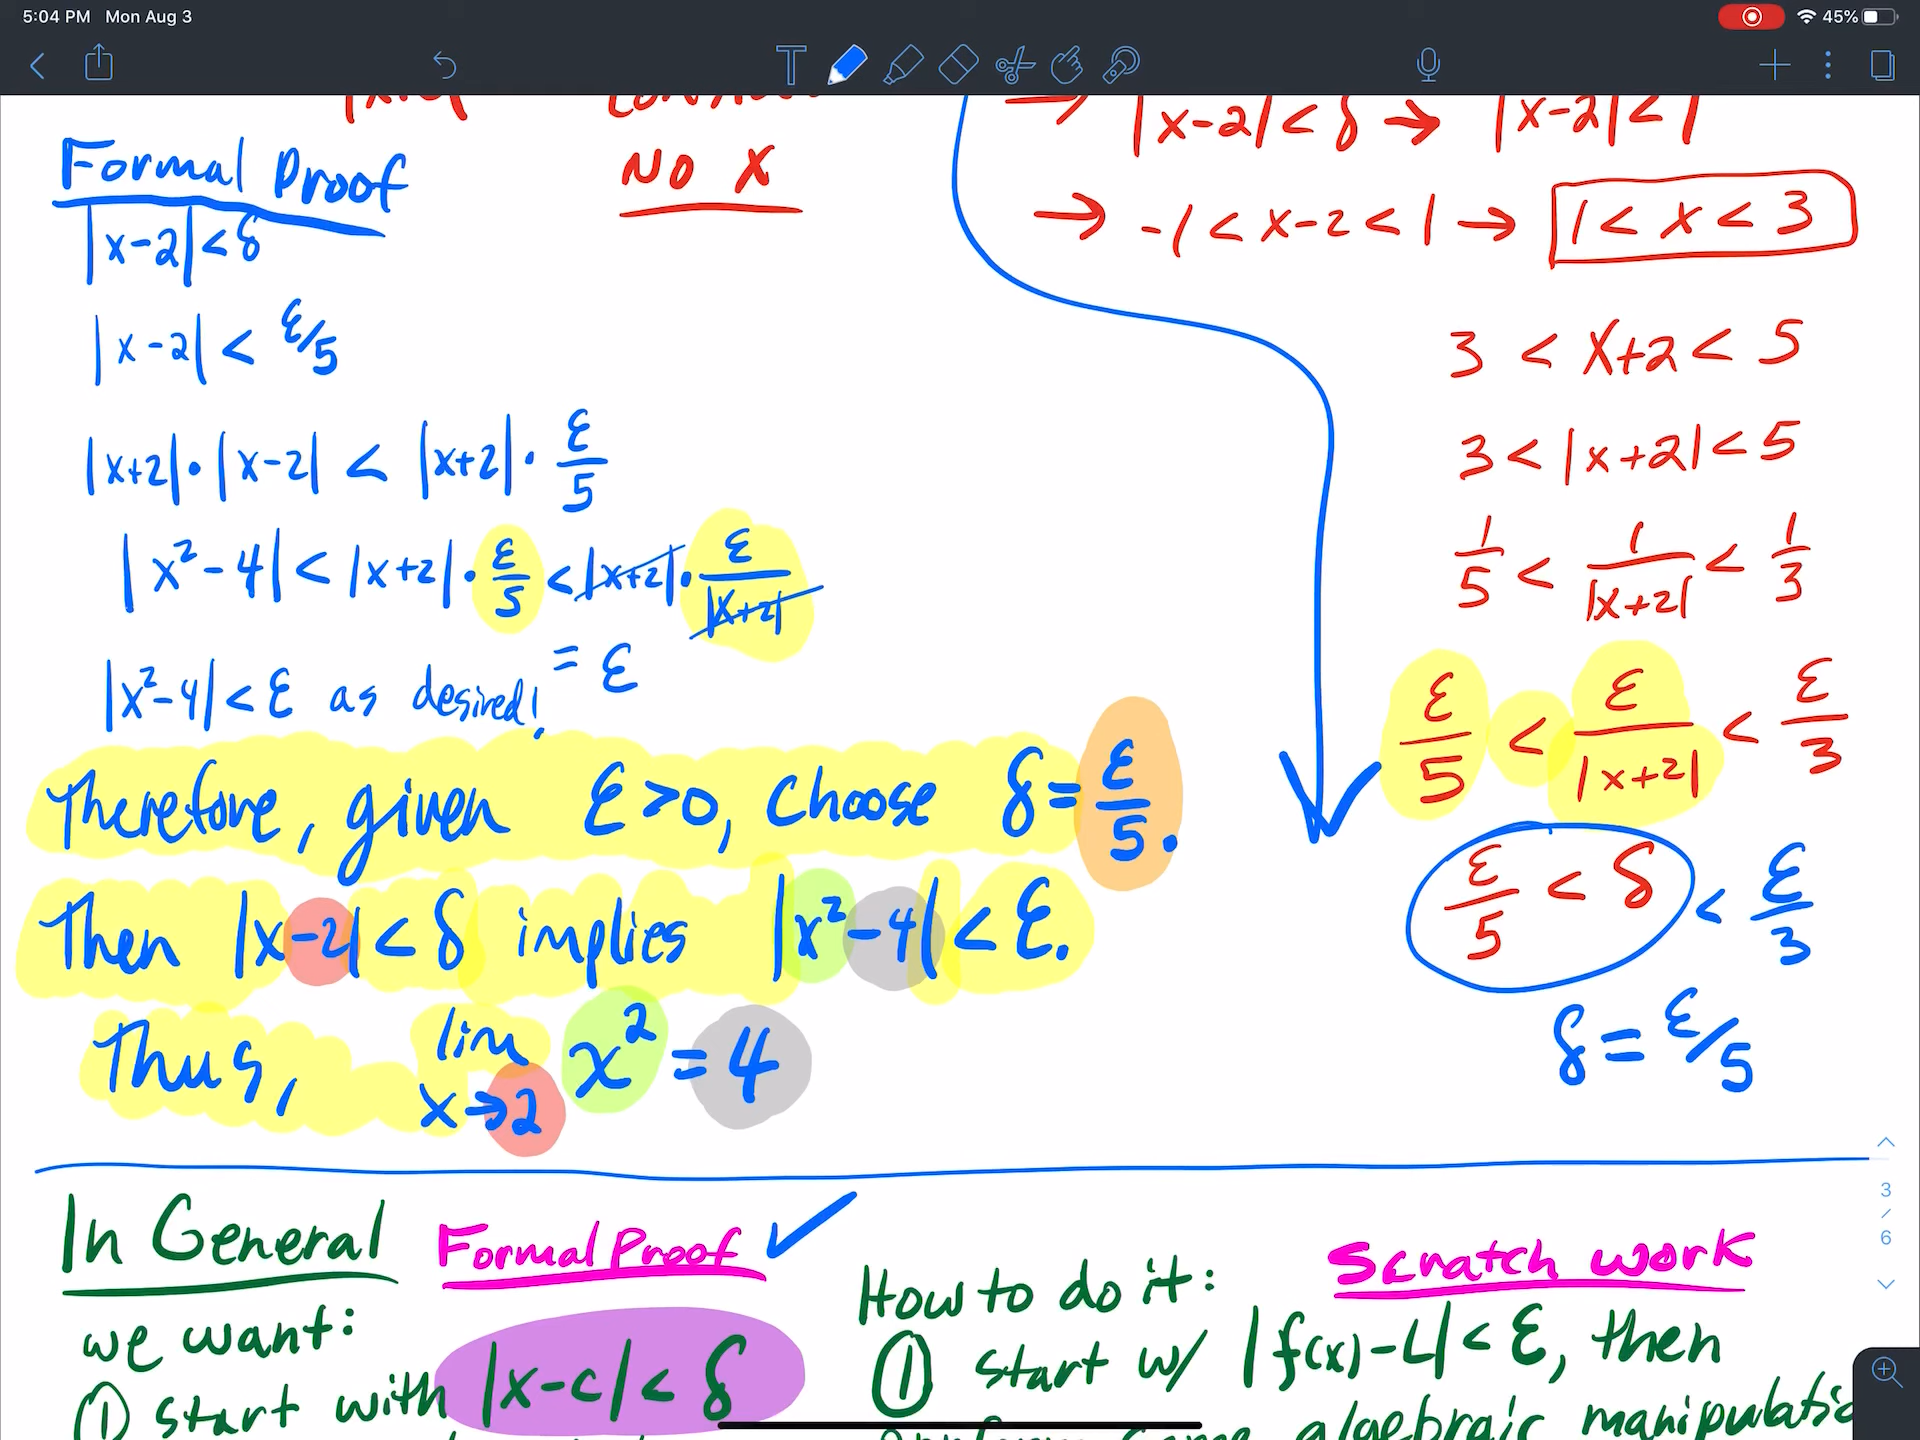 5:04 PM Mon Aug 3
45%
|x-2| < δ → |x-2| < 1
Formal Proof
NO X
→ -1 < x-2 < 1 → 1 < x < 3
|x-2| < δ
|x-2| < ε/5
3 < x+2 < 5
|x+2| • |x-2| < |x+2| • ε/5
3 < |x+2| < 5
|x²-4| < |x+2| • ε/5 < |x+2| • ε/|x+2|
1/5 < 1/|x+2| < 1/3
= ε
|x²-4| < ε as desired!
ε/5 < ε/|x+2| < ε/3
Therefore, given ε>0, choose δ = ε/5.
Then |x-2| < δ implies |x²-4| < ε.
ε/5 < δ < ε/3
Thus, lim x→2 x² = 4
δ = ε/5
3/6
In General
Formal Proof ✓
Scratch work
we want:
How to do it:
① start with |x-c| < δ
① start w/ |f(x)-L| < ε, then
some algebraic